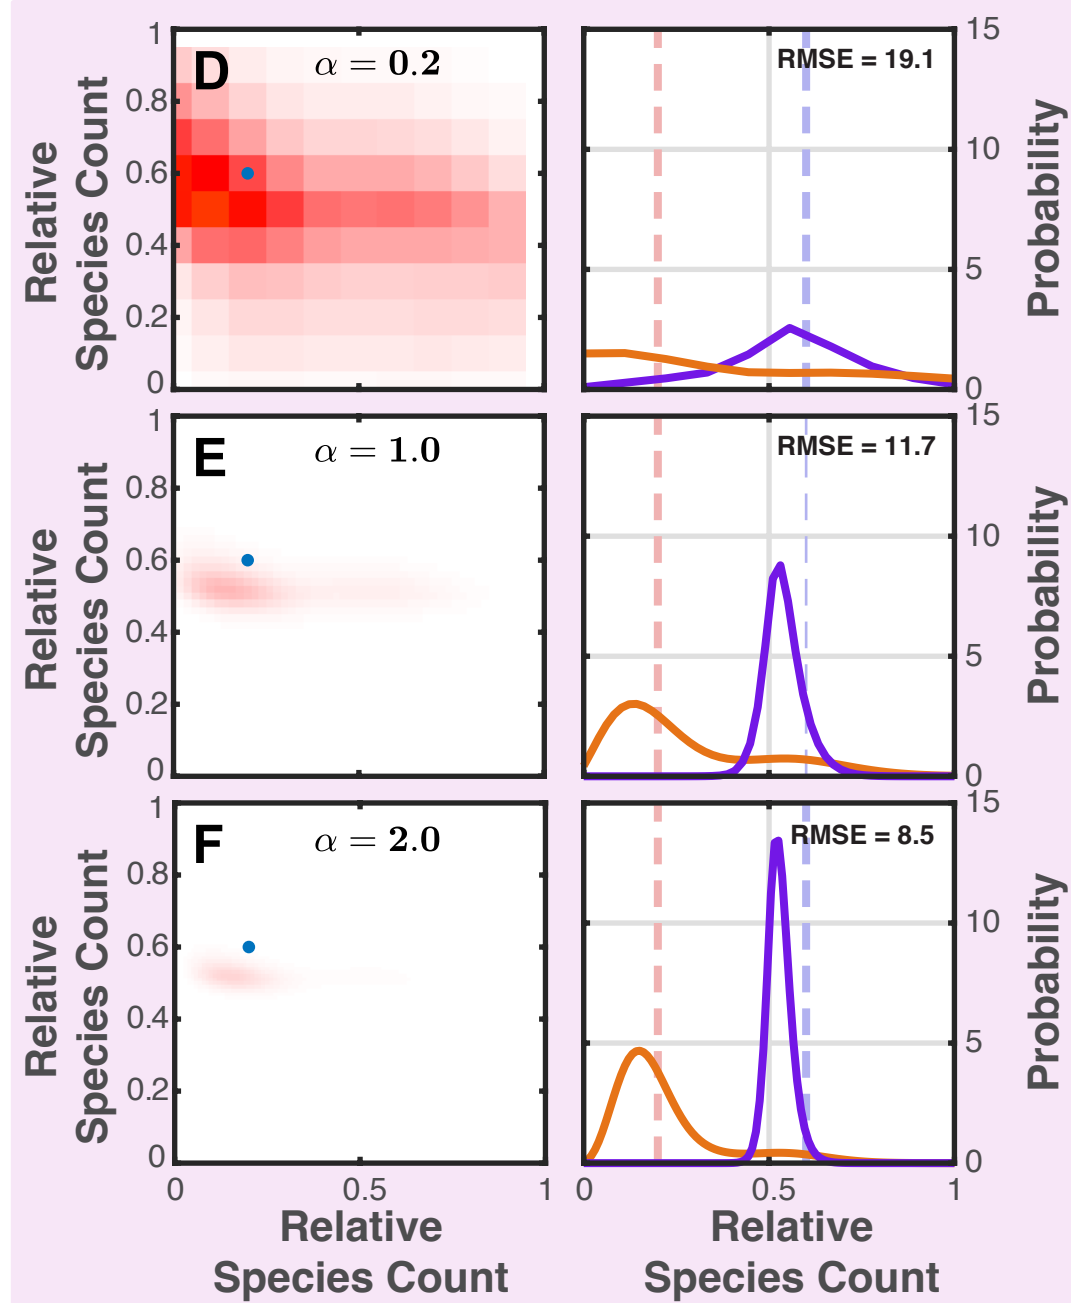 D
α = 0.2
1
0.8
0.6
0.4
0.2
0
Relative
Species Count
RMSE = 19.1
15
10
5
0
Probability
E
α = 1.0
1
0.8
0.6
0.4
0.2
0
Relative
Species Count
RMSE = 11.7
15
10
5
0
Probability
F
α = 2.0
1
0.8
0.6
0.4
0.2
0
Relative
Species Count
0 0.5 1
Relative
Species Count
RMSE = 8.5
15
10
5
0
Probability
0 0.5 1
Relative
Species Count